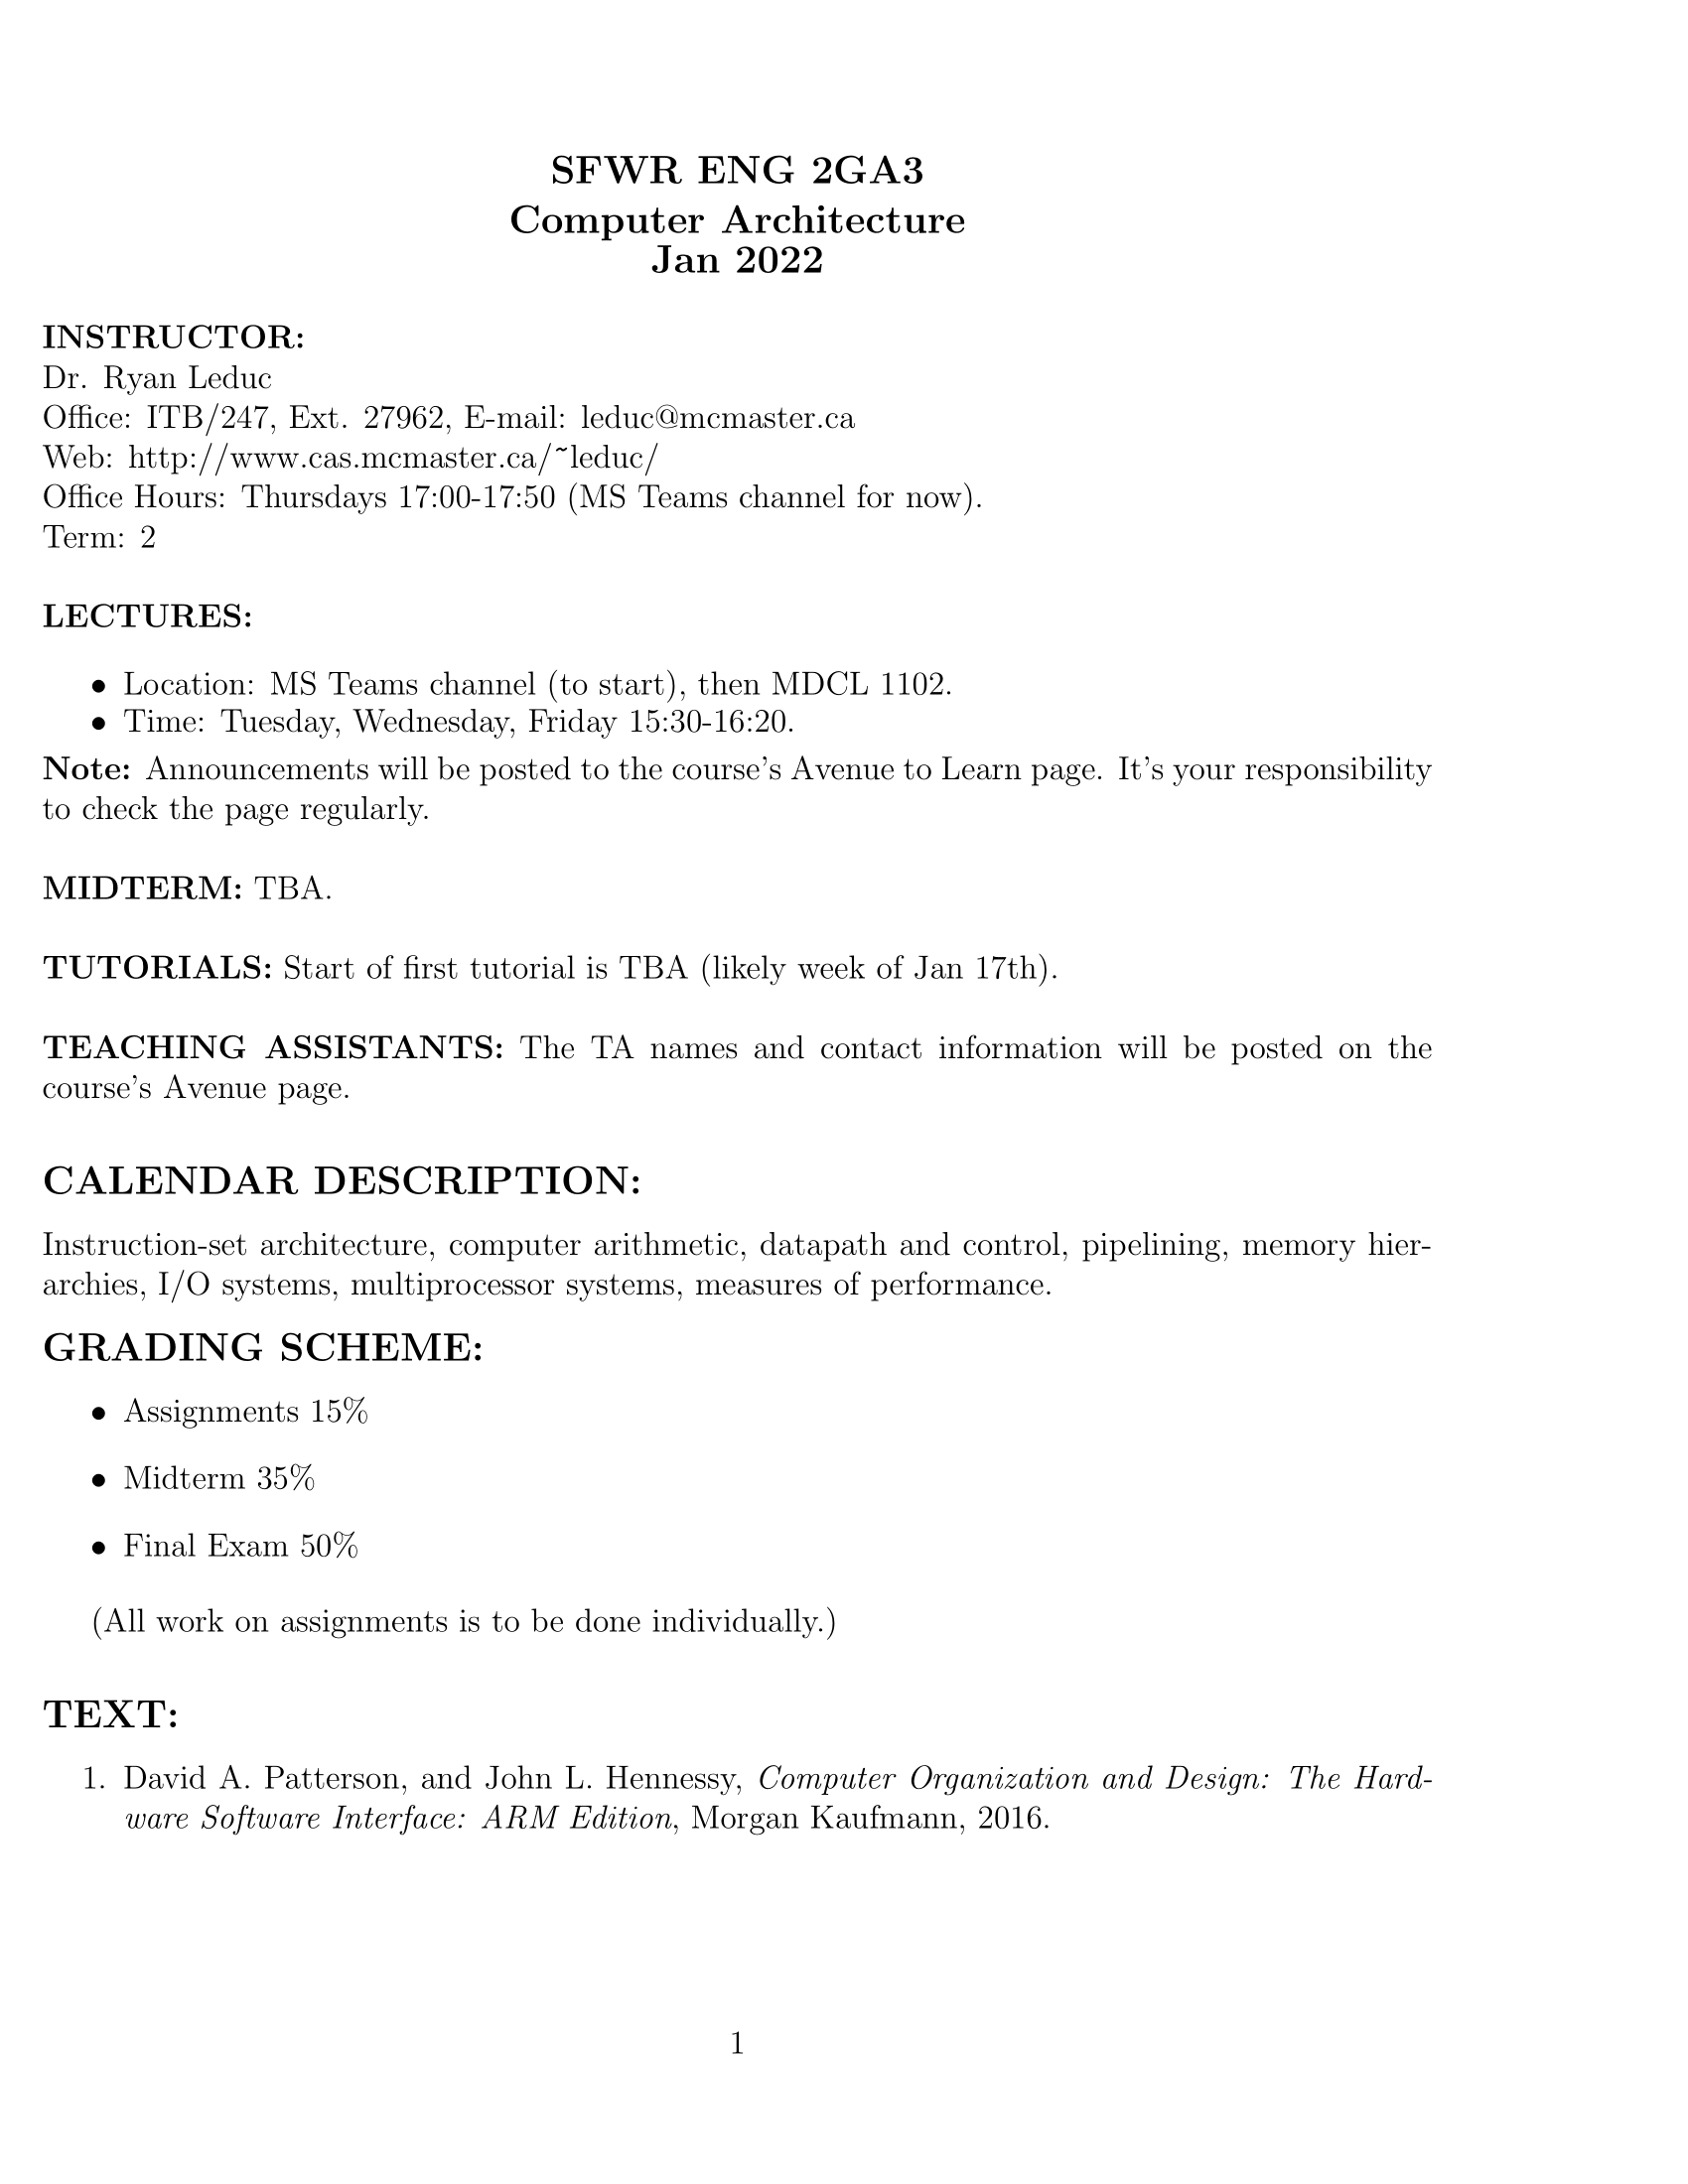 SFWR ENG 2GA3
Computer Architecture
Jan 2022
INSTRUCTOR:
Dr. Ryan Leduc
Office: ITB/247, Ext. 27962, E-mail: leduc@mcmaster.ca
Web: http://www.cas.mcmaster.ca/~leduc/
Office Hours: Thursdays 17:00-17:50 (MS Teams channel for now).
Term: 2
LECTURES:
• Location: MS Teams channel (to start), then MDCL 1102.
• Time: Tuesday, Wednesday, Friday 15:30-16:20.
Note: Announcements will be posted to the course's Avenue to Learn page. It's your responsibility
to check the page regularly.
MIDTERM: TBA.
TUTORIALS: Start of first tutorial is TBA (likely week of Jan 17th).
TEACHING ASSISTANTS: The TA names and contact information will be posted on the
course's Avenue page.
CALENDAR DESCRIPTION:
Instruction-set architecture, computer arithmetic, datapath and control, pipelining, memory hier-
archies, I/O systems, multiprocessor systems, measures of performance.
GRADING SCHEME:
• Assignments 15%
• Midterm 35%
• Final Exam 50%
(All work on assignments is to be done individually.)
TEXT:
1. David A. Patterson, and John L. Hennessy, Computer Organization and Design: The Hard-
ware Software Interface: ARM Edition, Morgan Kaufmann, 2016.
1